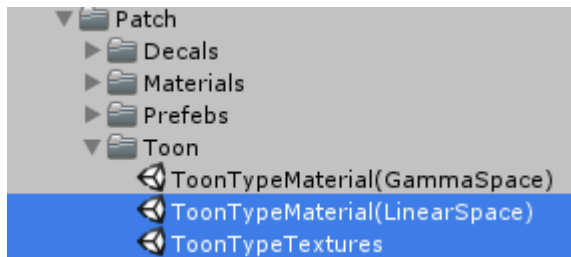 Patch
Decals
Materials
Prefebs
Toon
ToonTypeMaterial(GammaSpace)
ToonTypeMaterial(LinearSpace)
ToonTypeTextures